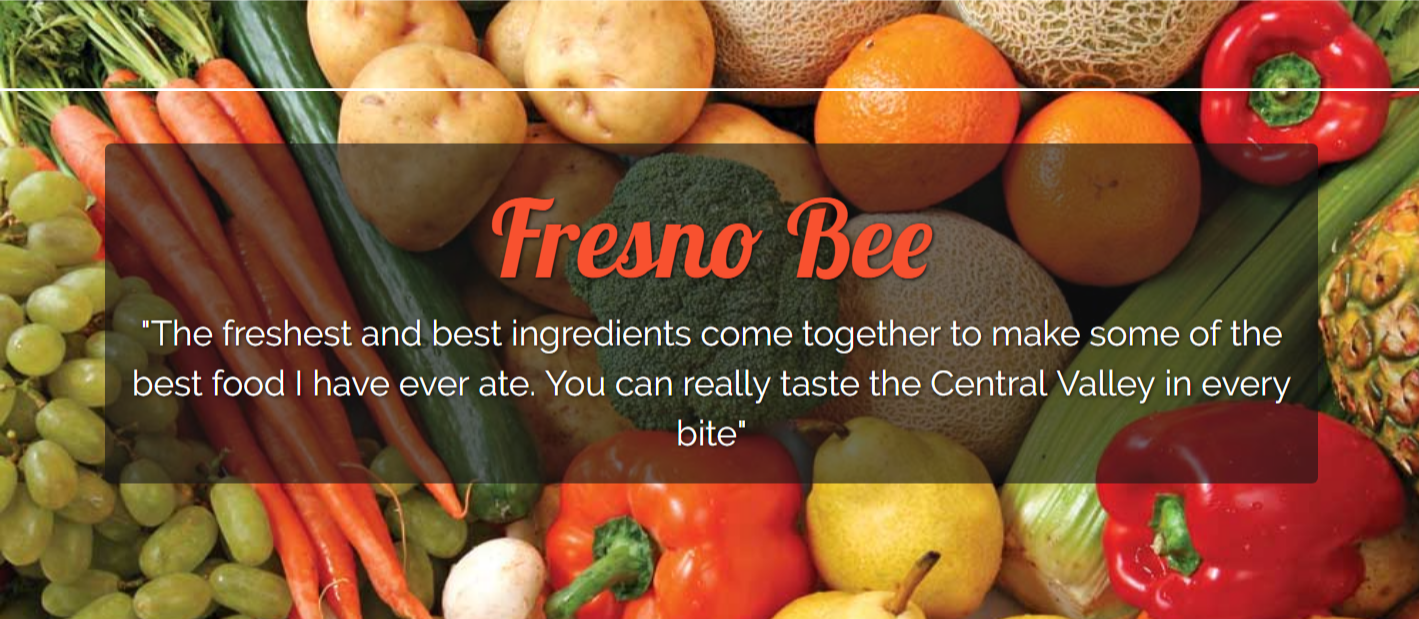 Fresno Bee
"The freshest and best ingredients come together to make some of the
best food I have ever ate. You can really taste the Central Valley in every
bite"